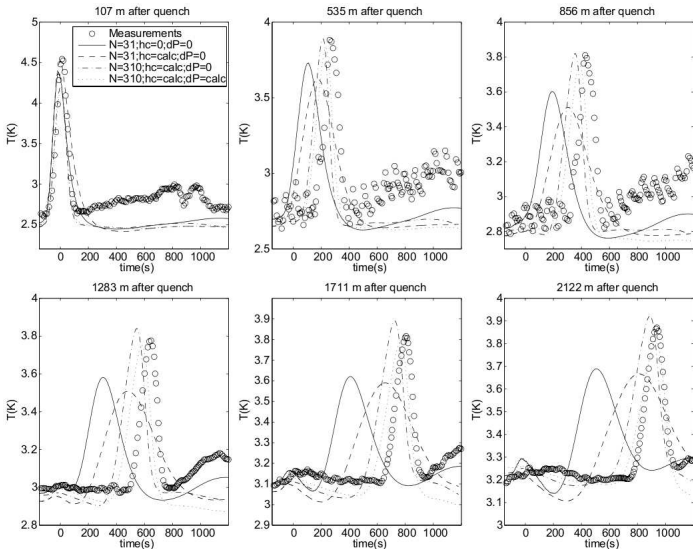 107 m after quench
535 m after quench
856 m after quench
Measurements
N=31;hc=0;dP=0
N=31;hc=calc;dP=0
N=310;hc=calc;dP=0
N=310;hc=calc;dP=calc
T(K)
5
4.5
4
3.5
3
2.5
0 200 400 600 800 1000
time(s)
T(K)
4
3.5
3
2.5
0 200 400 600 800 1000
time(s)
T(K)
4
3.8
3.6
3.4
3.2
3
2.8
0 200 400 600 800 1000
time(s)
1283 m after quench
1711 m after quench
2122 m after quench
T(K)
4
3.8
3.6
3.4
3.2
3
2.8
0 200 400 600 800 1000
time(s)
T(K)
4
3.9
3.8
3.7
3.6
3.5
3.4
3.3
3.2
3.1
3
2.9
0 200 400 600 800 1000
time(s)
T(K)
4
3.9
3.8
3.7
3.6
3.5
3.4
3.3
3.2
3.1
3
0 200 400 600 800 1000
time(s)